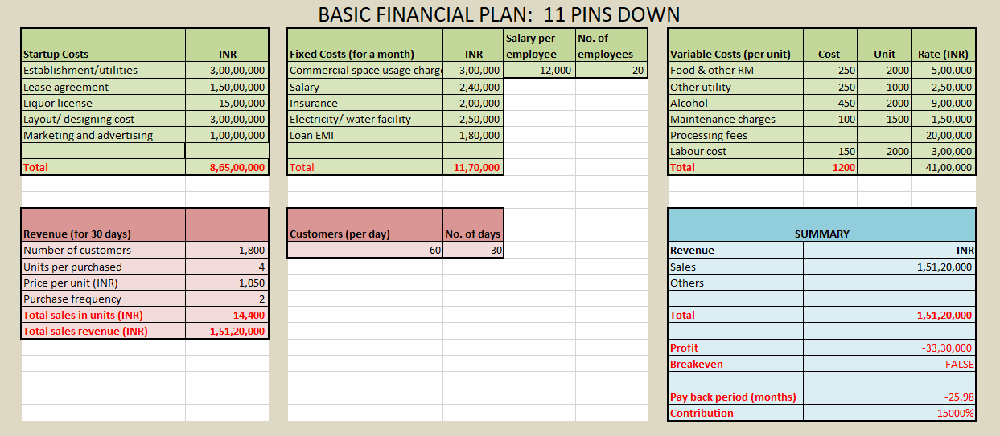 BASIC FINANCIAL PLAN: 11 PINS DOWN
Startup Costs INR
Establishment/utilities 3,00,00,000
Lease agreement 1,50,00,000
Liquor license 15,00,000
Layout/ designing cost 3,00,00,000
Marketing and advertising 1,00,00,000
Total 8,65,00,000
Fixed Costs (for a month) INR Salary per employee No. of employees
Commercial space usage charge 3,00,000 12,000 20
Salary 2,40,000
Insurance 2,00,000
Electricity/ water facility 2,50,000
Loan EMI 1,80,000
Total 11,70,000
Variable Costs (per unit) Cost Unit Rate (INR)
Food & other RM 250 2000 5,00,000
Other utility 250 1000 2,50,000
Alcohol 450 2000 9,00,000
Maintenance charges 100 1500 1,50,000
Processing fees 20,00,000
Labour cost 150 2000 3,00,000
Total 1200 41,00,000
Revenue (for 30 days)
Number of customers 1,800
Units per purchased 4
Price per unit (INR) 1,050
Purchase frequency 2
Total sales in units (INR) 14,400
Total sales revenue (INR) 1,51,20,000
Customers (per day) No. of days
60 30
SUMMARY
Revenue INR
Sales 1,51,20,000
Others
Total 1,51,20,000
Profit -33,30,000
Breakeven FALSE
Pay back period (months) -25.98
Contribution -15000%